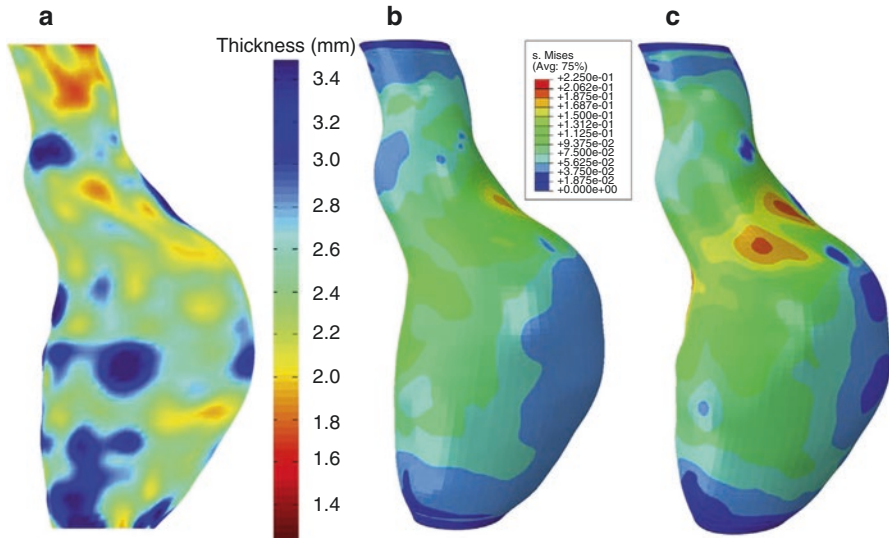 a
b
c
Thickness (mm)
3.4
3.2
3.0
2.8
2.6
2.4
2.2
2.0
1.8
1.6
1.4
s. Mises
(Avg: 75%)
+2.250e-01
+2.062e-01
+1.875e-01
+1.687e-01
+1.500e-01
+1.312e-01
+1.125e-01
+9.375e-02
+7.500e-02
+5.625e-02
+3.750e-02
+1.875e-02
+0.000e+00